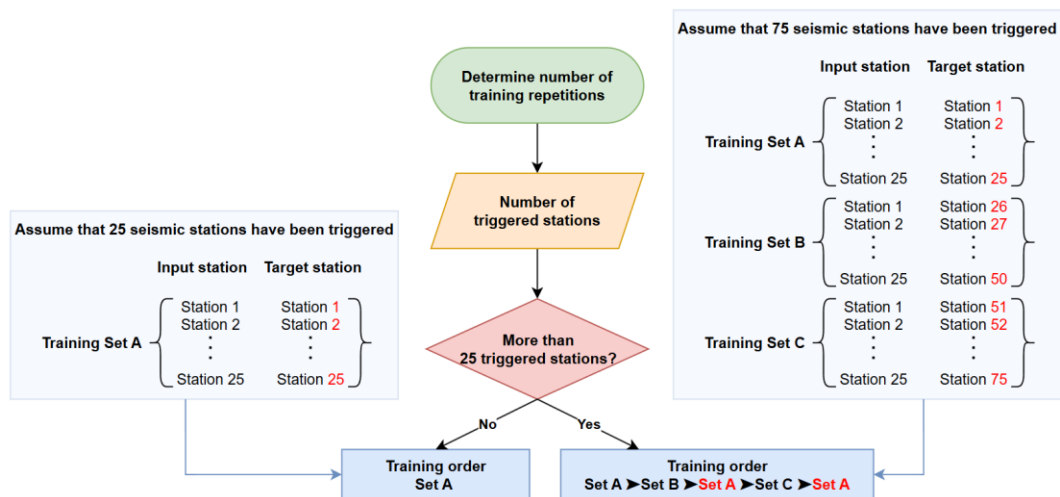 Assume that 75 seismic stations have been triggered
Input station Target station
Training Set A
Station 1 Station 1
Station 2 Station 2
Station 25 Station 25
Training Set B
Station 1 Station 26
Station 2 Station 27
Station 25 Station 50
Training Set C
Station 1 Station 51
Station 2 Station 52
Station 25 Station 75
Determine number of
training repetitions
Number of
triggered stations
More than
25 triggered stations?
No
Yes
Assume that 25 seismic stations have been triggered
Input station Target station
Training Set A
Station 1 Station 1
Station 2 Station 2
Station 25 Station 25
Training order
Set A
Training order
Set A ➤ Set B ➤ Set A ➤ Set C ➤ Set A